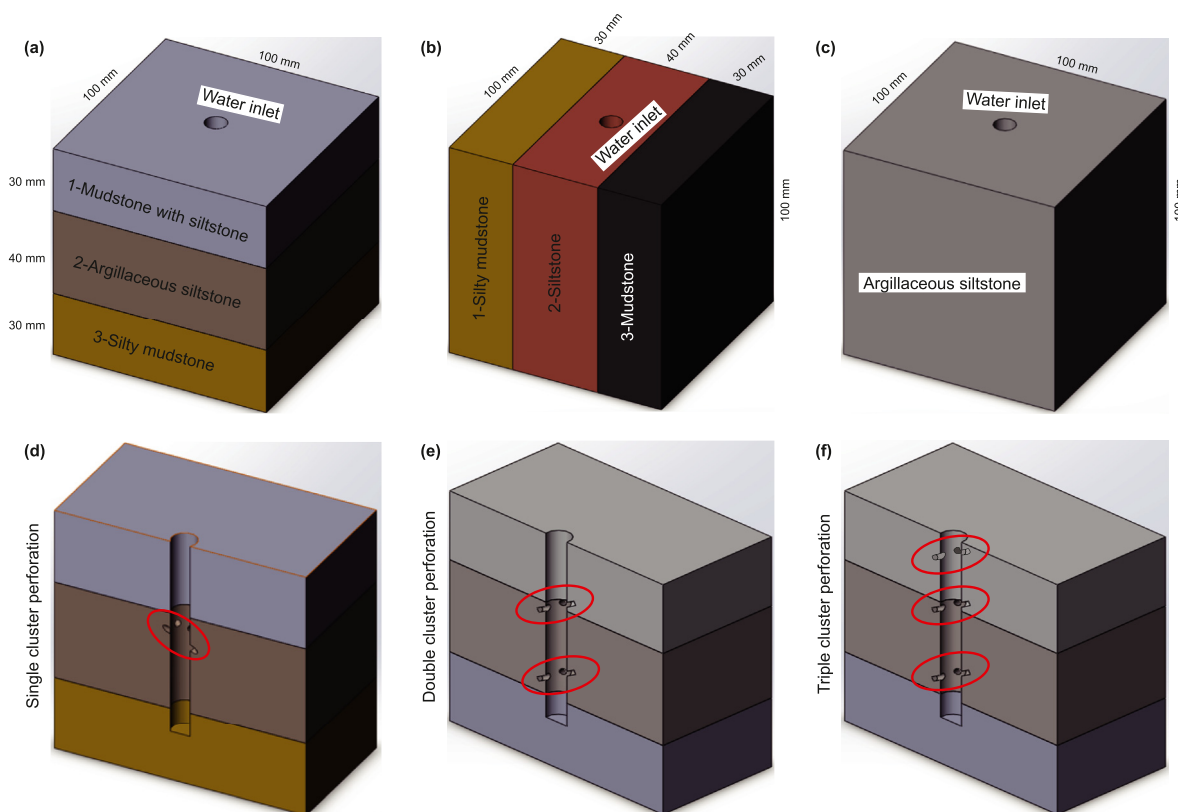 (a)
100 mm
100 mm
Water inlet
30 mm
1-Mudstone with siltstone
40 mm
2-Argillaceous siltstone
30 mm
3-Silty mudstone
(b)
30 mm
40 mm
30 mm
100 mm
Water inlet
100 mm
1-Silty mudstone
2-Siltstone
3-Mudstone
(c)
100 mm
100 mm
Water inlet
100 mm
Argillaceous siltstone
(d)
Single cluster perforation
(e)
Double cluster perforation
(f)
Triple cluster perforation